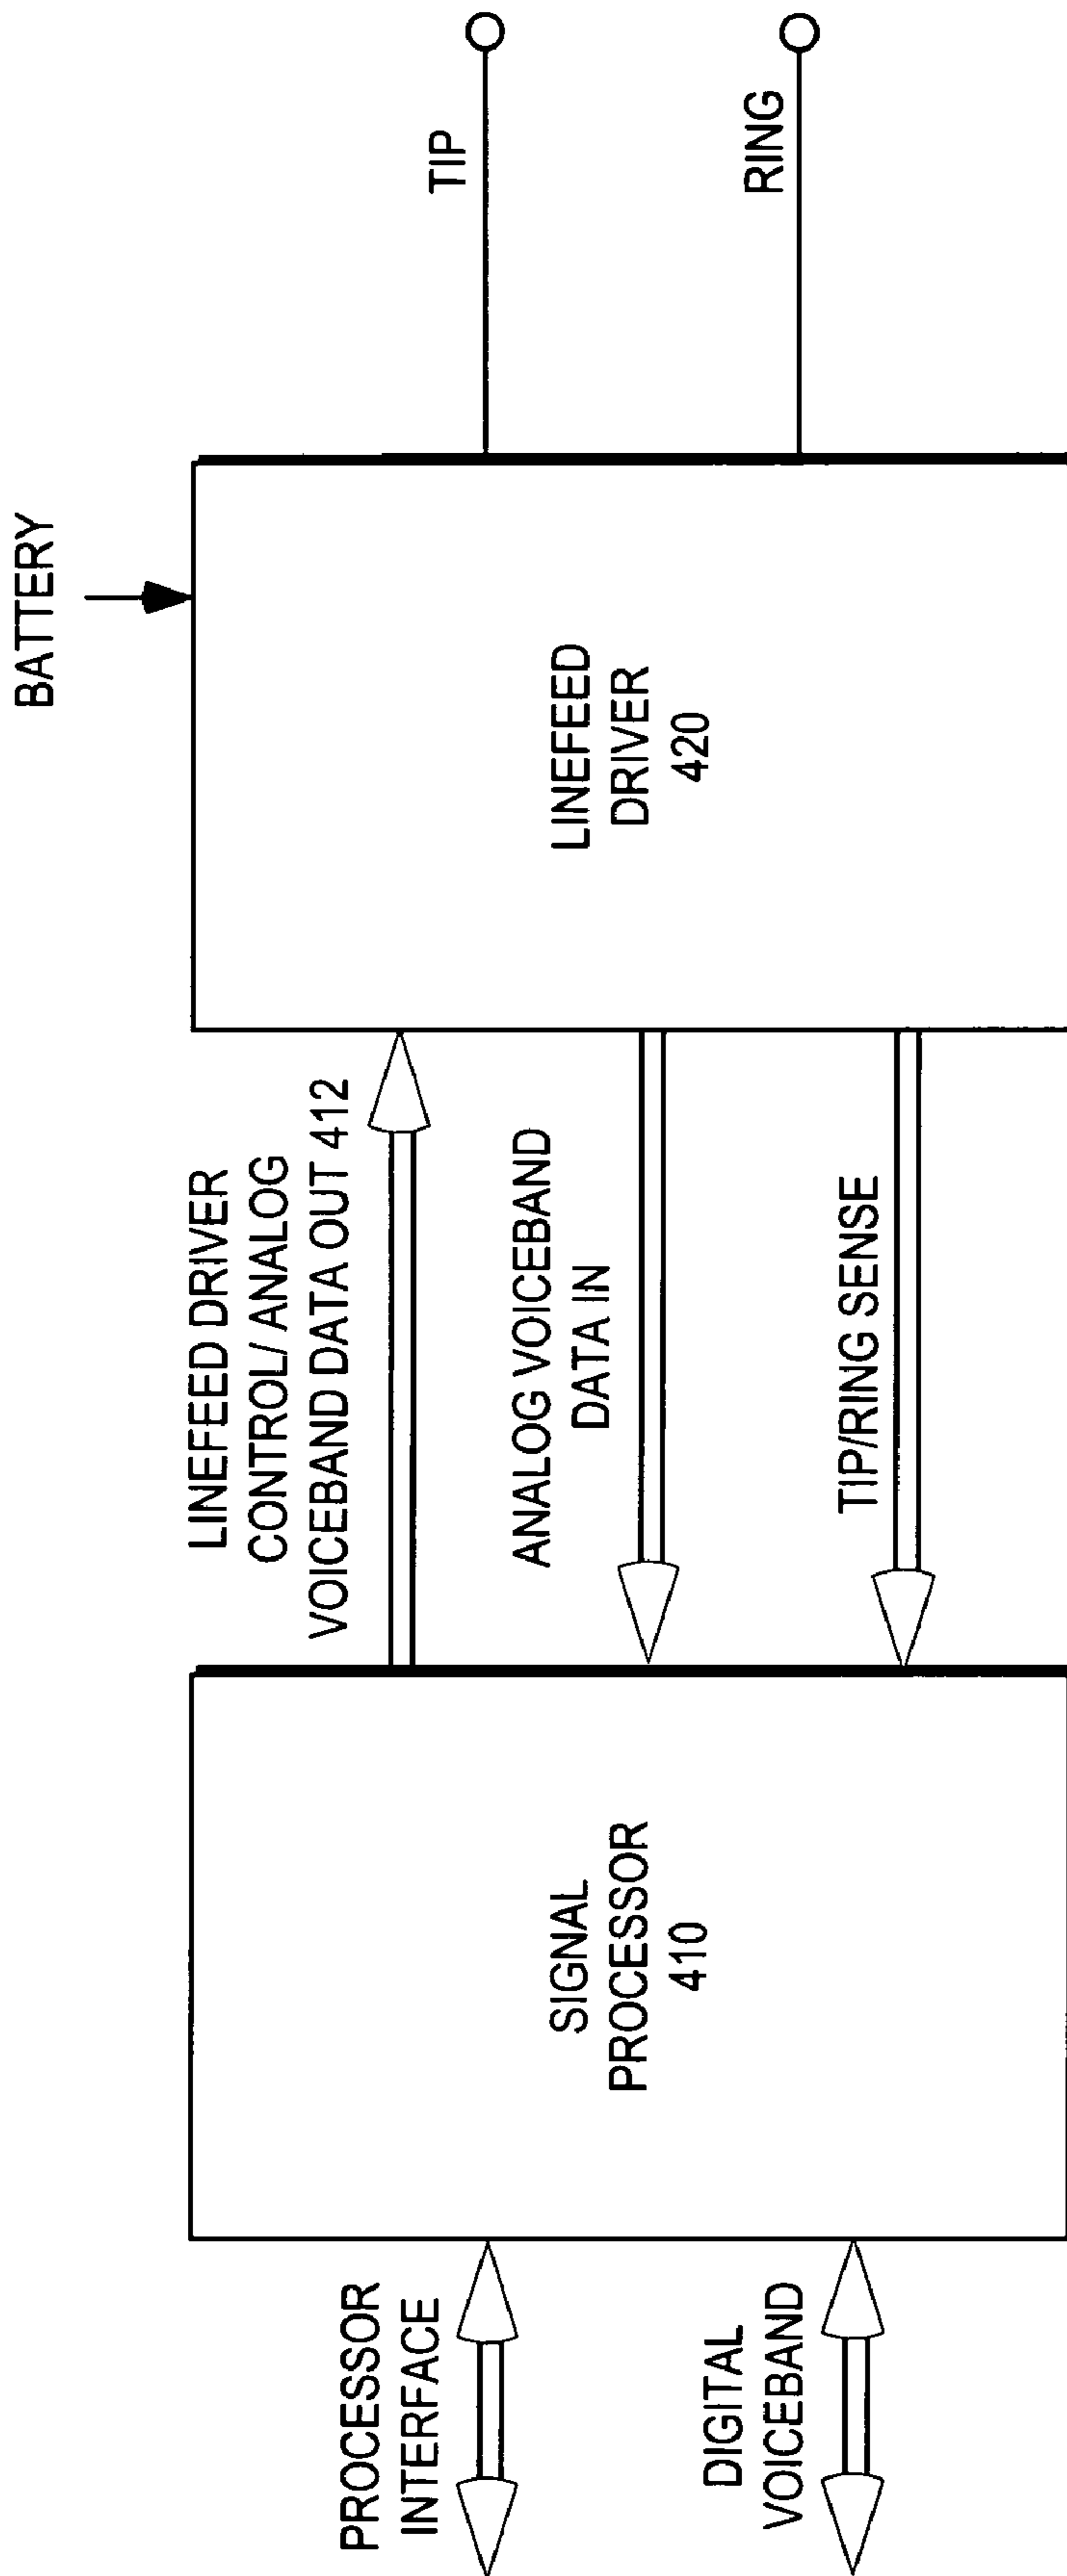 PROCESSOR
INTERFACE
DIGITAL
VOICEBAND
SIGNAL
PROCESSOR
410
LINEFEED DRIVER
CONTROL/ ANALOG
VOICEBAND DATA OUT 412
ANALOG VOICEBAND
DATA IN
TIP/RING SENSE
BATTERY
LINEFEED
DRIVER
420
TIP
RING